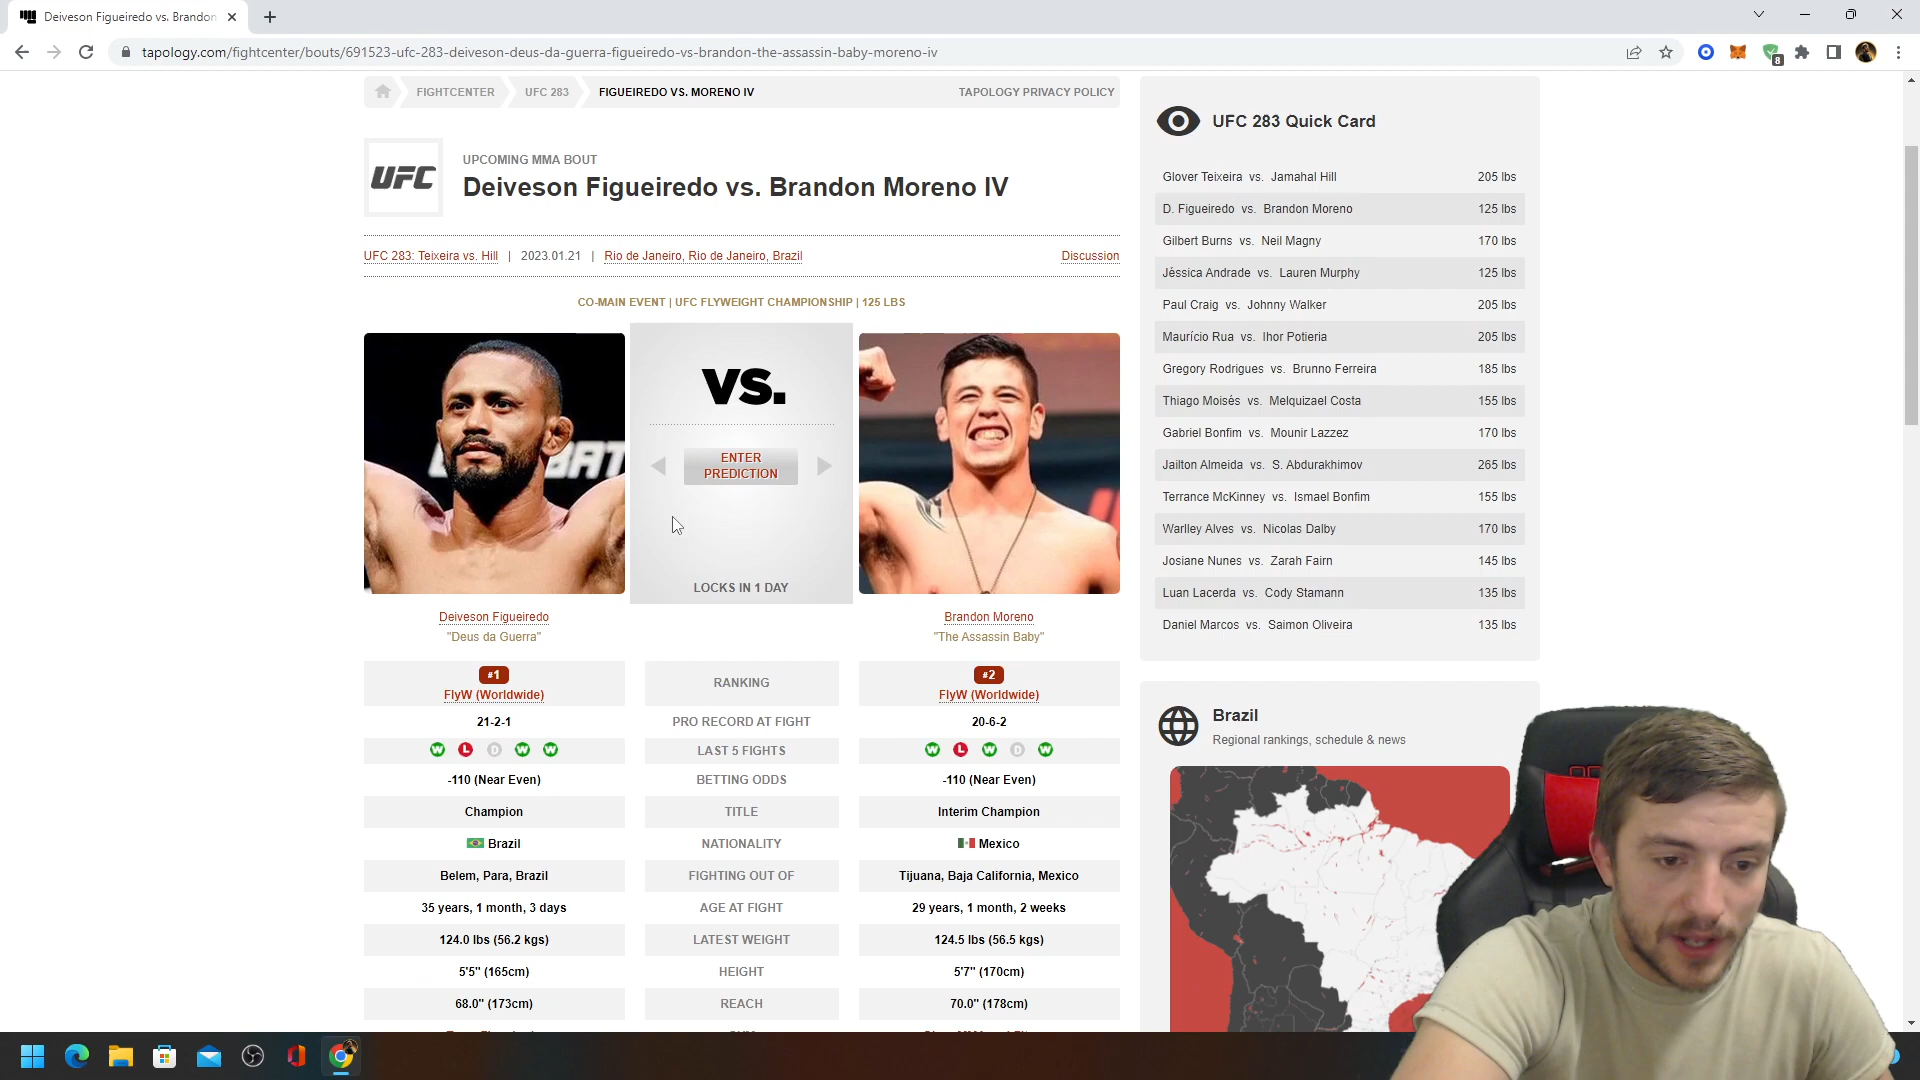 Deiveson Figueiredo vs. Brandon
tapology.com/fightcenter/bouts/691523-ufc-283-deiveson-deus-da-guerra-figueiredo-vs-brandon-the-assassin-baby-moreno-iv
8
FIGHTCENTER
UFC 283
FIGUEIREDO VS. MORENO IV
TAPOLOGY PRIVACY POLICY
UFC
UPCOMING MMA BOUT
Deiveson Figueiredo vs. Brandon Moreno IV
UFC 283: Teixeira vs. Hill | 2023.01.21 | Rio de Janeiro, Rio de Janeiro, Brazil
Discussion
CO-MAIN EVENT | UFC FLYWEIGHT CHAMPIONSHIP | 125 LBS
VS.
ENTER
PREDICTION
LOCKS IN 1 DAY
Deiveson Figueiredo
"Deus da Guerra"
Brandon Moreno
"The Assassin Baby"
#1
FlyW (Worldwide)
RANKING
#2
FlyW (Worldwide)
21-2-1 PRO RECORD AT FIGHT 20-6-2
W L D W W LAST 5 FIGHTS W L W D W
-110 (Near Even) BETTING ODDS -110 (Near Even)
Champion TITLE Interim Champion
Brazil NATIONALITY Mexico
Belem, Para, Brazil FIGHTING OUT OF Tijuana, Baja California, Mexico
35 years, 1 month, 3 days AGE AT FIGHT 29 years, 1 month, 2 weeks
124.0 lbs (56.2 kgs) LATEST WEIGHT 124.5 lbs (56.5 kgs)
5'5" (165cm) HEIGHT 5'7" (170cm)
68.0" (173cm) REACH 70.0" (178cm)
UFC 283 Quick Card
Glover Teixeira vs. Jamahal Hill 205 lbs
D. Figueiredo vs. Brandon Moreno 125 lbs
Gilbert Burns vs. Neil Magny 170 lbs
Jéssica Andrade vs. Lauren Murphy 125 lbs
Paul Craig vs. Johnny Walker 205 lbs
Maurício Rua vs. Ihor Potieria 205 lbs
Gregory Rodrigues vs. Brunno Ferreira 185 lbs
Thiago Moisés vs. Melquizael Costa 155 lbs
Gabriel Bonfim vs. Mounir Lazzez 170 lbs
Jailton Almeida vs. S. Abdurakhimov 265 lbs
Terrance McKinney vs. Ismael Bonfim 155 lbs
Warlley Alves vs. Nicolas Dalby 170 lbs
Josiane Nunes vs. Zarah Fairn 145 lbs
Luan Lacerda vs. Cody Stamann 135 lbs
Daniel Marcos vs. Saimon Oliveira 135 lbs
Brazil
Regional rankings, schedule & news